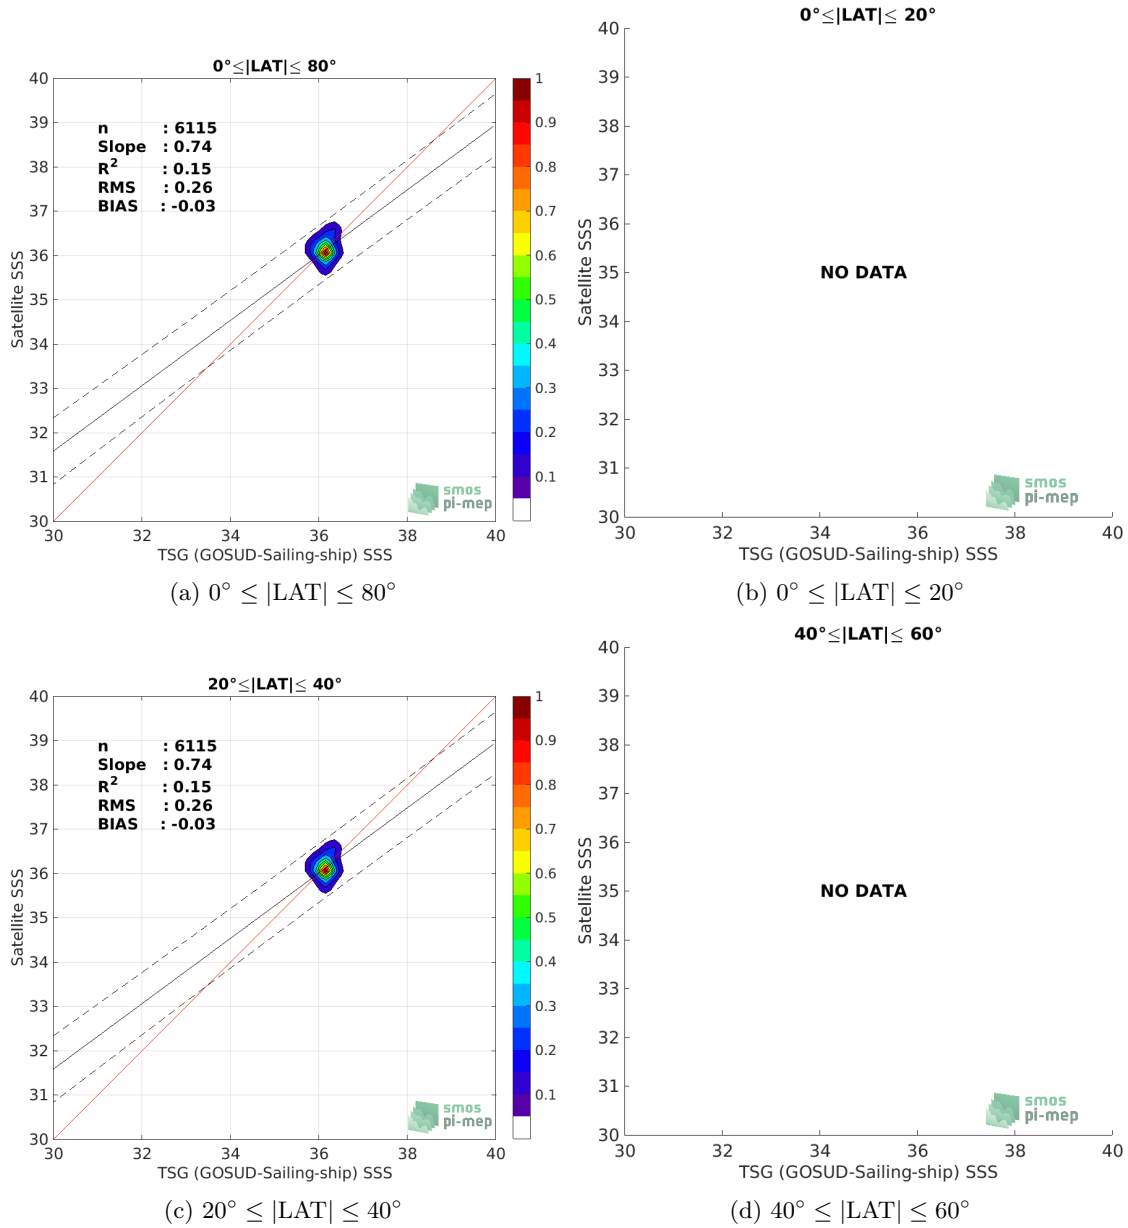 0°≤|LAT|≤ 80°
40
39
38
37
36
35
34
33
32
31
30
Satellite SSS
n : 6115
Slope : 0.74
R² : 0.15
RMS : 0.26
BIAS : -0.03
smos
pi-mep
30 32 34 36 38 40
TSG (GOSUD-Sailing-ship) SSS
1
0.9
0.8
0.7
0.6
0.5
0.4
0.3
0.2
0.1
(a) 0° ≤ |LAT| ≤ 80°
0°≤|LAT|≤ 20°
40
39
38
37
36
35
34
33
32
31
30
Satellite SSS
NO DATA
smos
pi-mep
30 32 34 36 38 40
TSG (GOSUD-Sailing-ship) SSS
(b) 0° ≤ |LAT| ≤ 20°
20°≤|LAT|≤ 40°
40
39
38
37
36
35
34
33
32
31
30
Satellite SSS
n : 6115
Slope : 0.74
R² : 0.15
RMS : 0.26
BIAS : -0.03
smos
pi-mep
30 32 34 36 38 40
TSG (GOSUD-Sailing-ship) SSS
1
0.9
0.8
0.7
0.6
0.5
0.4
0.3
0.2
0.1
(c) 20° ≤ |LAT| ≤ 40°
40°≤|LAT|≤ 60°
40
39
38
37
36
35
34
33
32
31
30
Satellite SSS
NO DATA
smos
pi-mep
30 32 34 36 38 40
TSG (GOSUD-Sailing-ship) SSS
(d) 40° ≤ |LAT| ≤ 60°